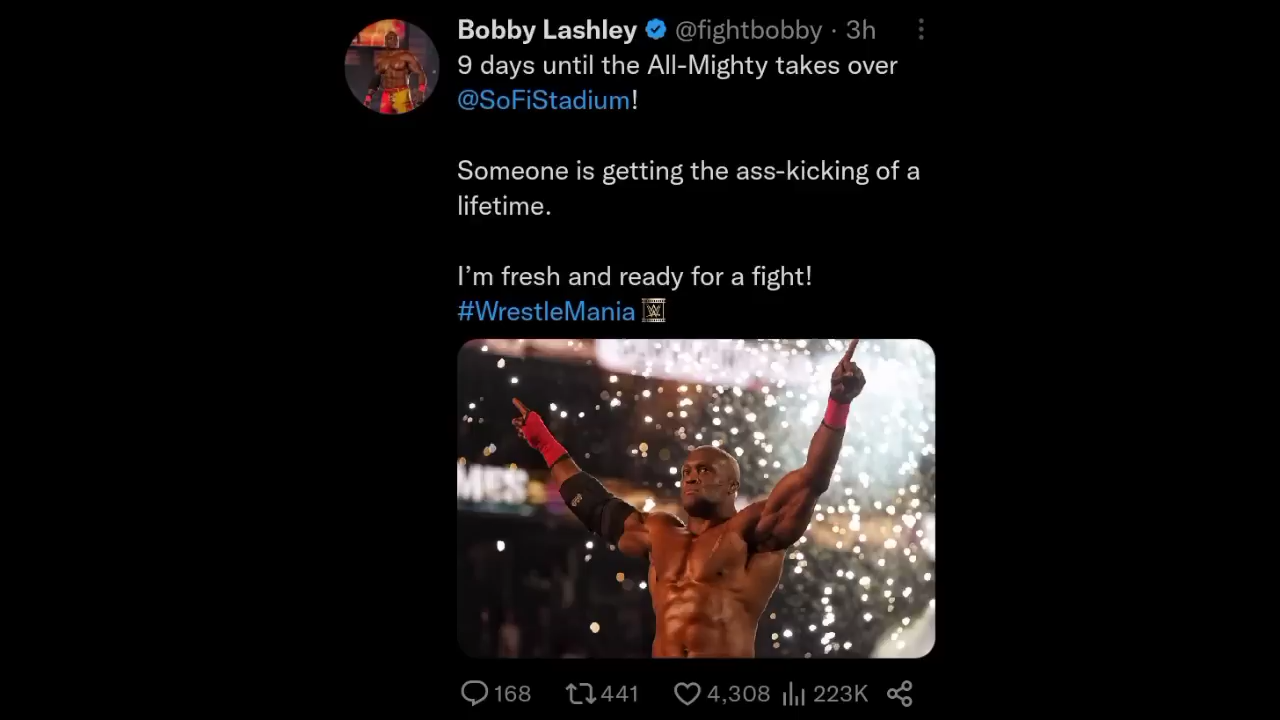 Bobby Lashley @fightbobby · 3h
9 days until the All-Mighty takes over
@SoFiStadium!
Someone is getting the ass-kicking of a
lifetime.
I’m fresh and ready for a fight!
#WrestleMania
168 441 4,308 223K